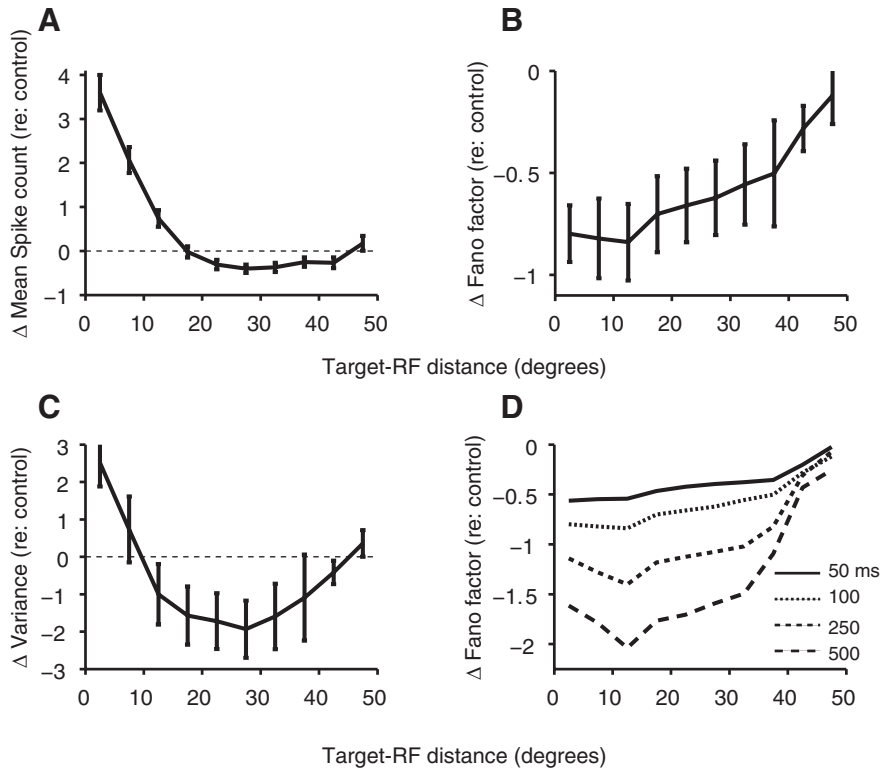 A
Δ Mean Spike count (re: control)
4
3
2
1
0
−1
0 10 20 30 40 50
B
Δ Fano factor (re: control)
0
−0.5
−1
0 10 20 30 40 50
Target-RF distance (degrees)
C
Δ Variance (re: control)
3
2
1
0
−1
−2
−3
0 10 20 30 40 50
D
Δ Fano factor (re: control)
0
−0.5
−1
−1.5
−2
50 ms
100
250
500
0 10 20 30 40 50
Target-RF distance (degrees)